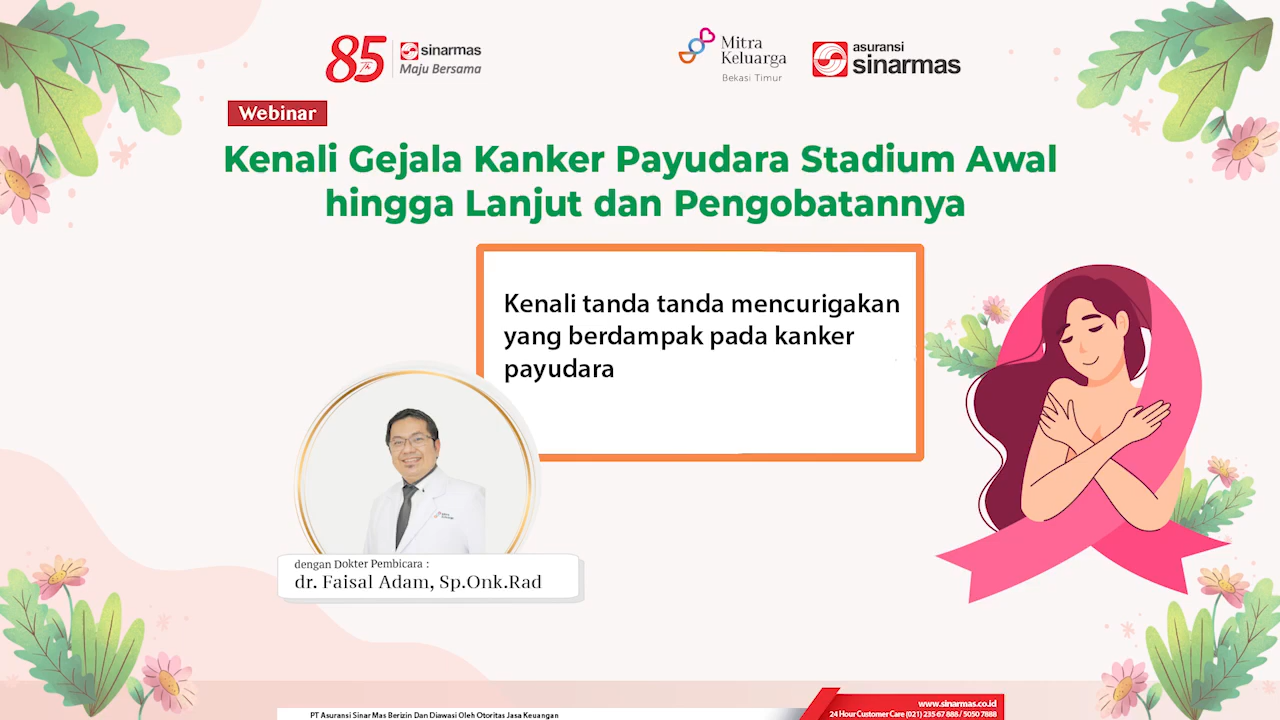 85
Th
sinarmas
Maju Bersama
Mitra
Keluarga
Bekasi Timur
asuransi
sinarmas
Webinar
Kenali Gejala Kanker Payudara Stadium Awal
hingga Lanjut dan Pengobatannya
Kenali tanda tanda mencurigakan
yang berdampak pada kanker
payudara
dengan Dokter Pembicara :
dr. Faisal Adam, Sp.Onk.Rad
www.sinarmas.co.id
PT Asuransi Sinar Mas Berizin Dan Diawasi Oleh Otoritas Jasa Keuangan
24 Hour Customer Care (021) 235 67 888 / 5050 7888